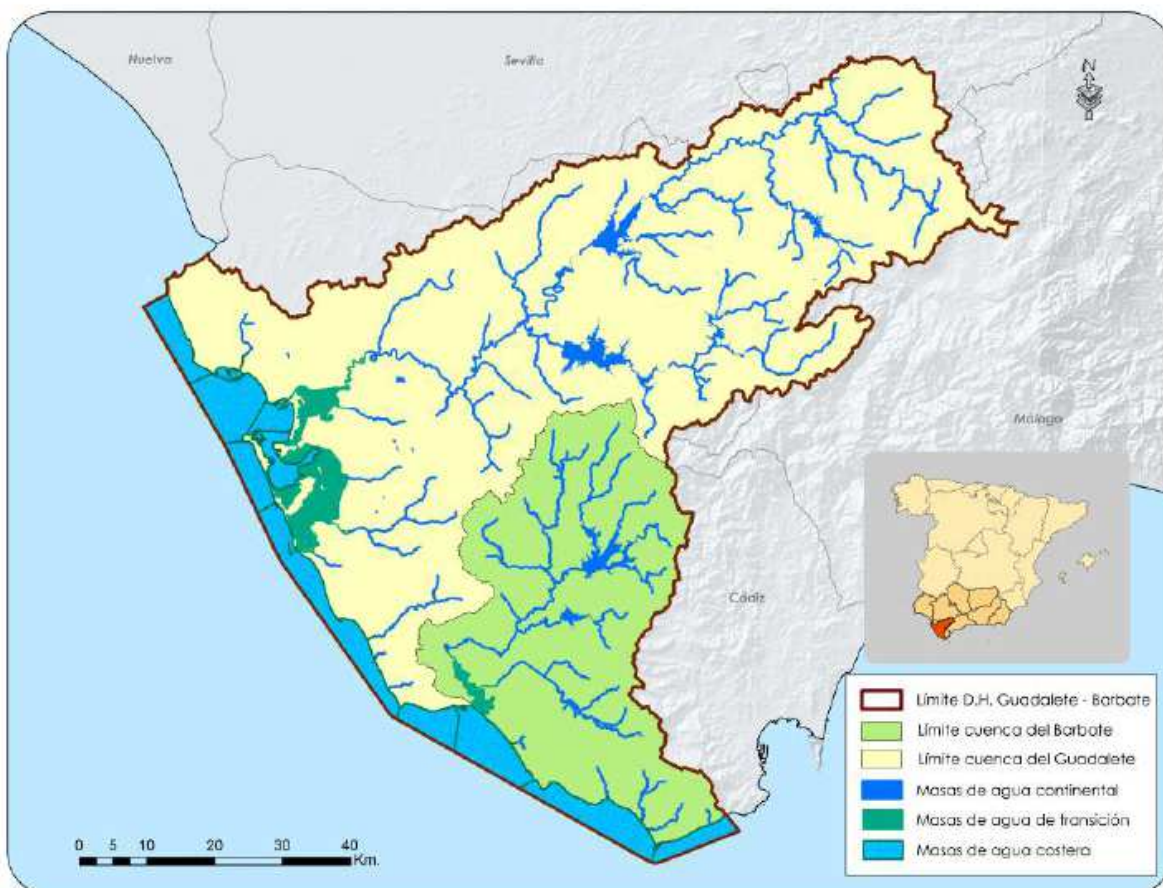 Huelva
Sevilla
N
Málaga
Cádiz
Límite D.H. Guadalete - Barbate
Límite cuenca del Barbate
Límite cuenca del Guadalete
Masas de agua continental
Masas de agua de transición
Masas de agua costera
0 5 10 20 30 40
Km.